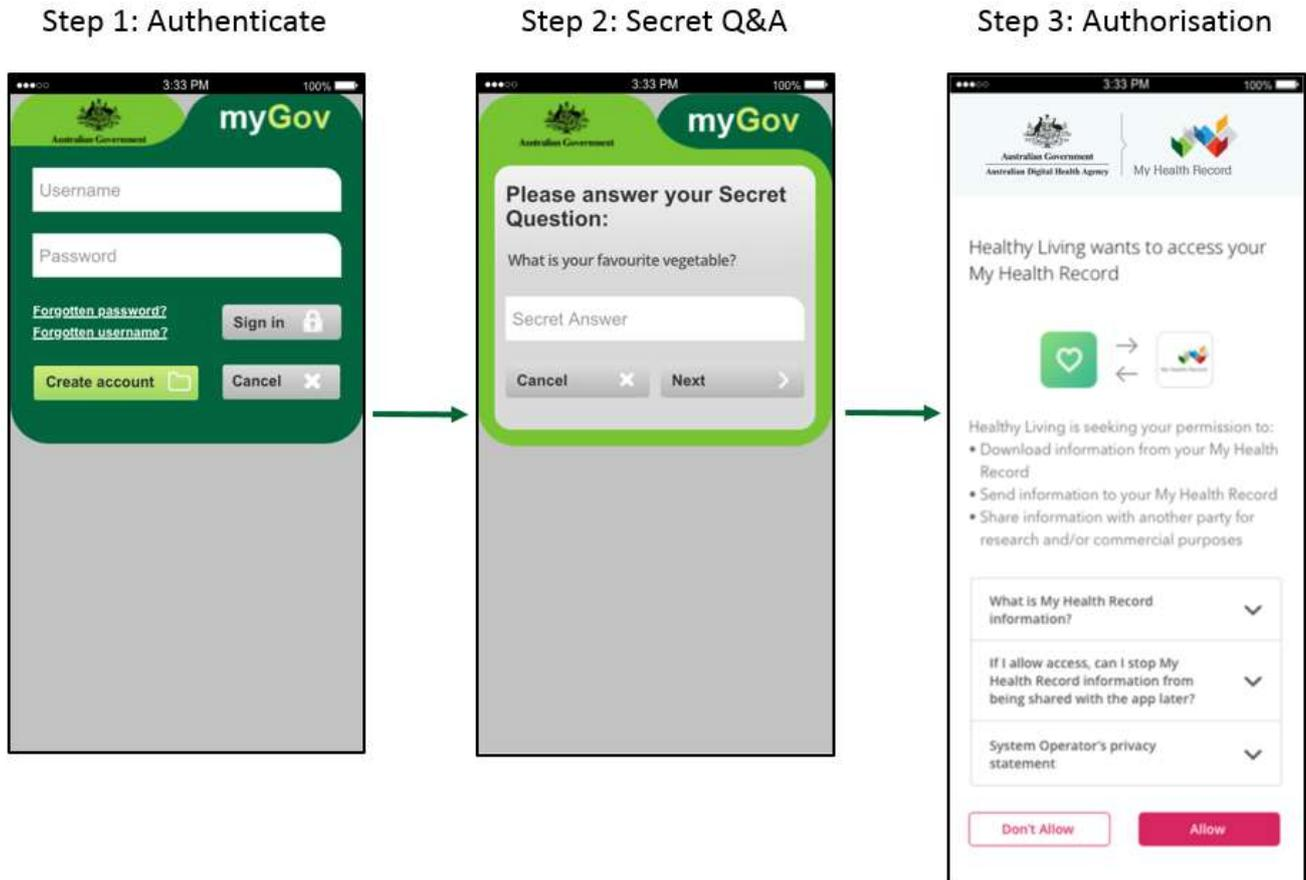 Step 1: Authenticate
3:33 PM
100%
Australian Government
myGov
Username
Password
Forgotten password?
Forgotten username?
Sign in
Create account
Cancel
Step 2: Secret Q&A
3:33 PM
100%
Australian Government
myGov
Please answer your Secret
Question:
What is your favourite vegetable?
Secret Answer
Cancel
Next
Step 3: Authorisation
3:33 PM
100%
Australian Government
Australian Digital Health Agency
My Health Record
Healthy Living wants to access your
My Health Record
My Health Record
Healthy Living is seeking your permission to:
• Download information from your My Health
Record
• Send information to your My Health Record
• Share information with another party for
research and/or commercial purposes
What is My Health Record
information?
If I allow access, can I stop My
Health Record information from
being shared with the app later?
System Operator's privacy
statement
Don't Allow
Allow